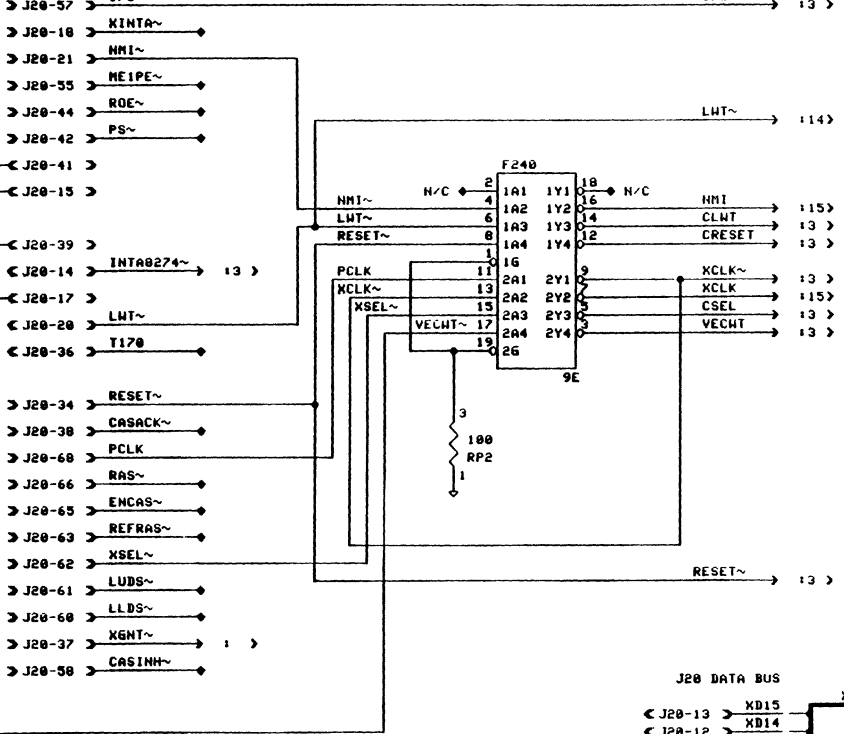 J20-57 :3
J20-18 XINTA~
J20-21 NMI~
J20-55 ME1PE~
J20-44 ROE~
J20-42 PS~
J20-41
J20-15
J20-39
J20-14 INTA8274~ :3
J20-17
J20-20 LWT~
J20-36 T170
J20-34 RESET~
J20-38 CASACK~
J20-68 PCLK
J20-66 RAS~
J20-65 ENCAS~
J20-63 REFRAS~
J20-62 XSEL~
J20-61 LUDS~
J20-60 LLDS~
J20-37 XGNT~ :
J20-58 CASINH~
LWT~ :14
F240
N/C 2 1A1 1Y1 18 N/C
NMI~ 4 1A2 1Y2 16 NMI :15
LWT~ 6 1A3 1Y3 14 CLWT :3
RESET~ 8 1A4 1Y4 12 CRESET :3
1 1G
PCLK 11 2A1 2Y1 9 XCLK~ :3
XCLK~ 13 2A2 2Y2 7 XCLK :15
XSEL~ 15 2A3 2Y3 5 CSEL :3
VECWT~ 17 2A4 2Y4 3 VECWT :3
19 2G
9E
3
100
RP2
1
RESET~ :3
J20 DATA BUS
J20-13 XD15
J20-12 XD14